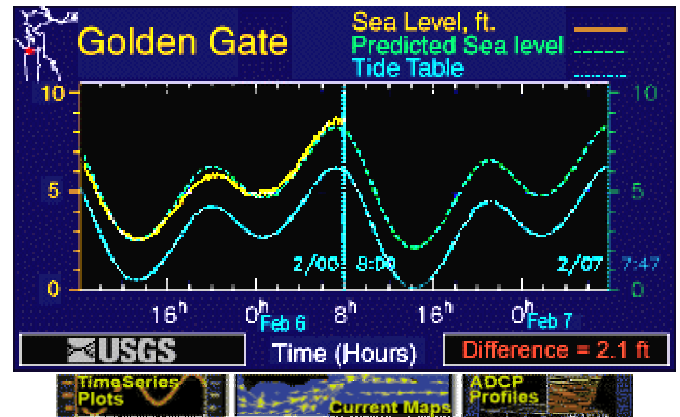 Golden Gate
Sea Level, ft.
Predicted Sea level
Tide Table
10
10
5
5
2/06 8:00
2/07 7:47
0
0
16h 0h 8h 16h 0h
Feb 6 Feb 7
USGS
Time (Hours)
Difference = 2.1 ft
TimeSeries
Plots
Current Maps
ADCP
Profiles